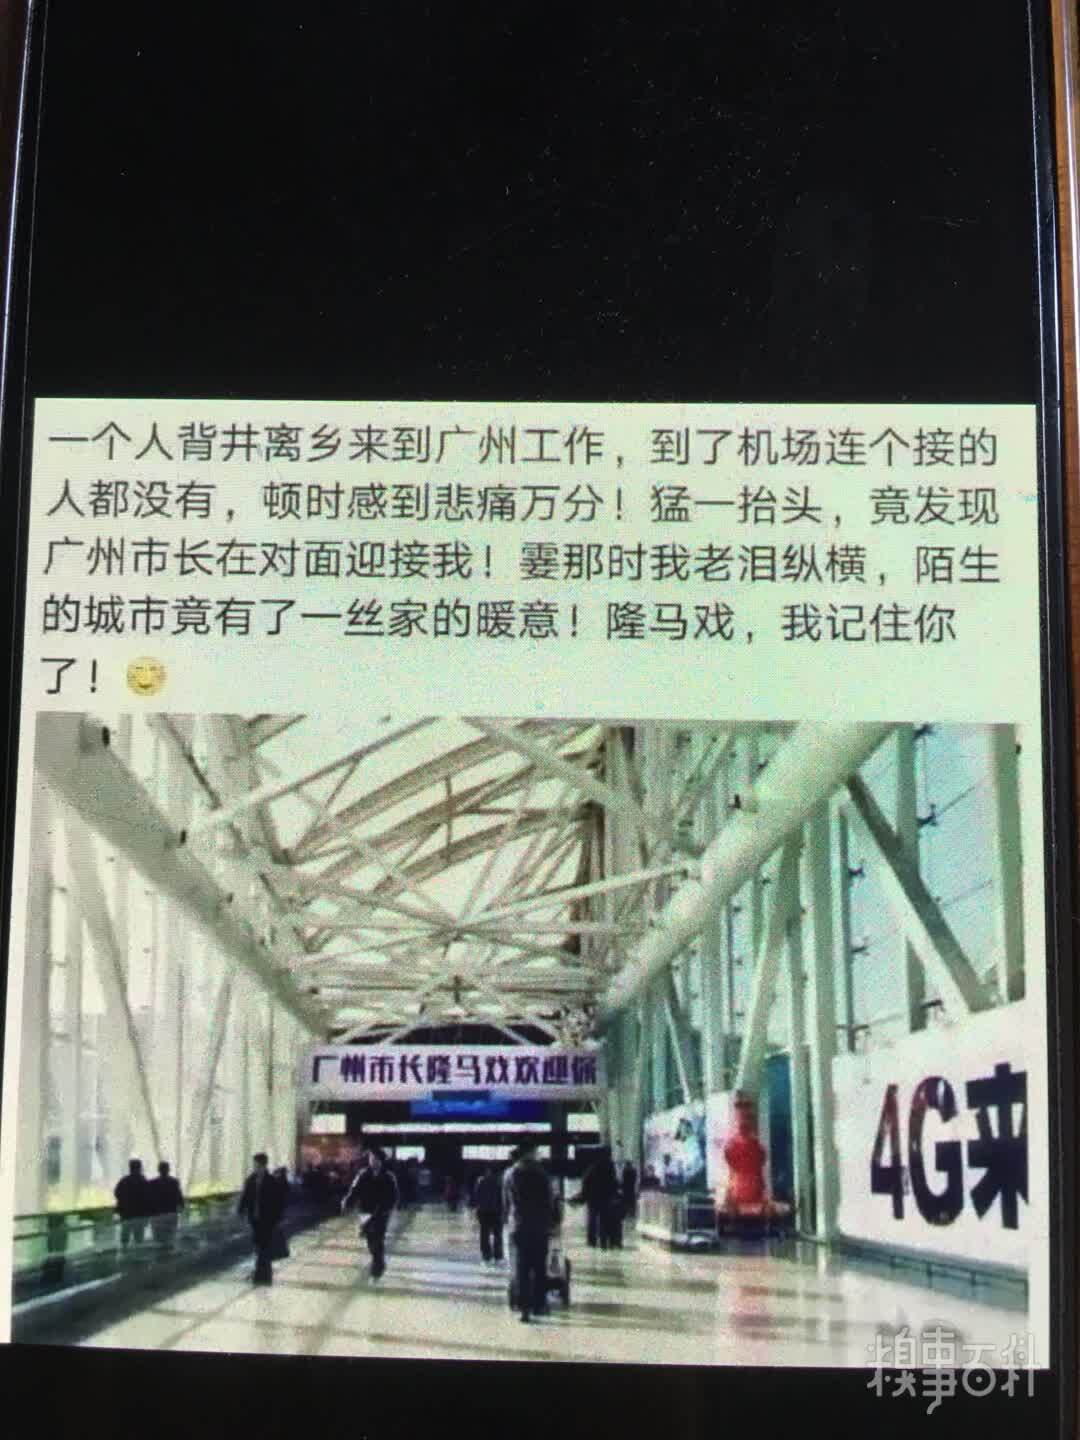 一个人背井离乡来到广州工作，到了机场连个接的
人都没有，顿时感到悲痛万分！猛一抬头，竟发现
广州市长在对面迎接我！霎那时我老泪纵横，陌生
的城市竟有了一丝家的暖意！隆马戏，我记住你
了！
广州市长隆马戏欢迎你
4G来
糗事百科